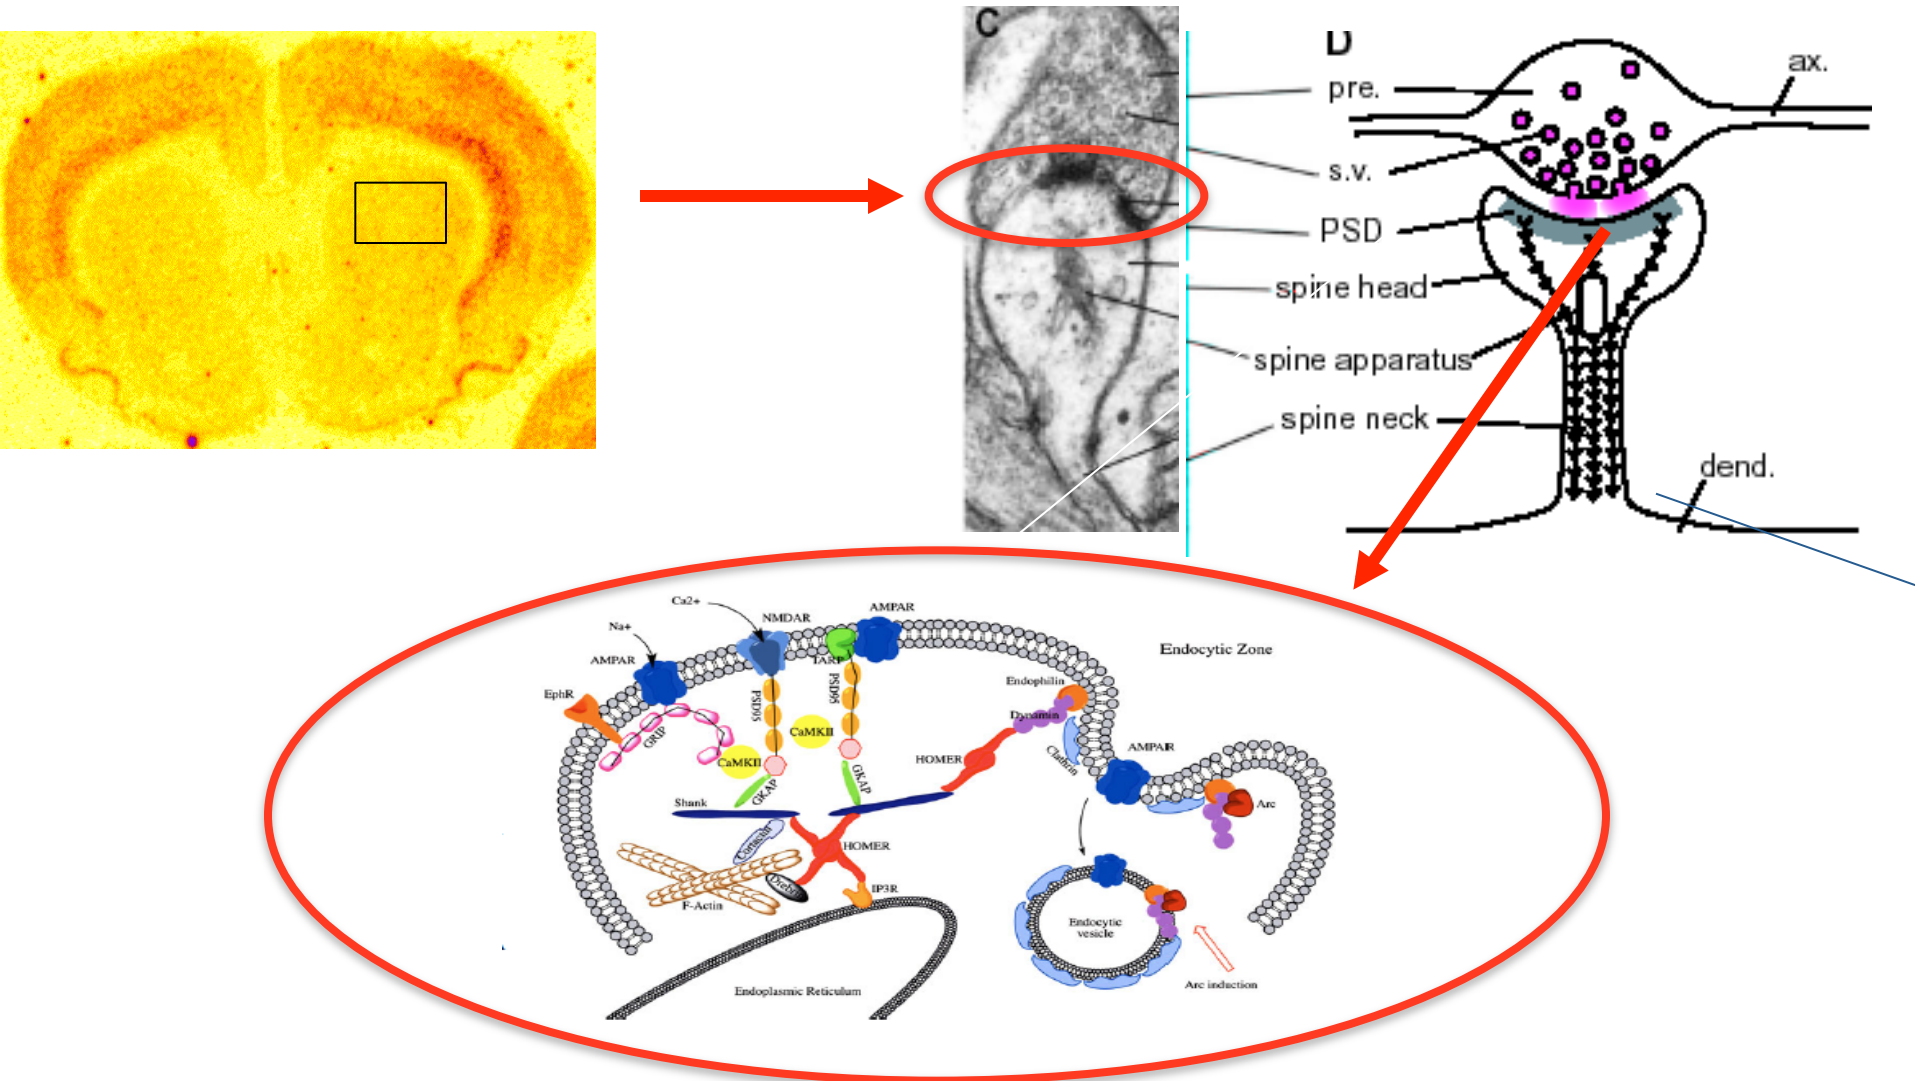 C
D
pre.
ax.
s.v.
PSD
spine head
spine apparatus
spine neck
dend.
Ca2+
NMDAR
AMPAR
Na+
AMPAR
TARP
Endocytic Zone
EphR
PSD95
PSD95
Endophilin
GRIP
CaMKII
Dynamin
CaMKII
HOMER
Clathrin
AMPAR
GKAP
GKAP
Shank
Arc
Cortactin
HOMER
F-Actin
IP3R
Endocytic
vesicle
Endoplasmic Reticulum
Arc induction